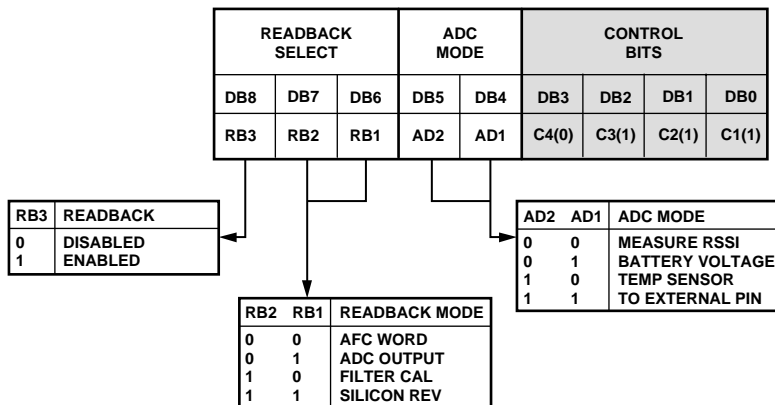 READBACK SELECT
ADC MODE
CONTROL BITS
DB8 DB7 DB6 DB5 DB4 DB3 DB2 DB1 DB0
RB3 RB2 RB1 AD2 AD1 C4(0) C3(1) C2(1) C1(1)
RB3 READBACK
0 DISABLED
1 ENABLED
AD2 AD1 ADC MODE
0 0 MEASURE RSSI
0 1 BATTERY VOLTAGE
1 0 TEMP SENSOR
1 1 TO EXTERNAL PIN
RB2 RB1 READBACK MODE
0 0 AFC WORD
0 1 ADC OUTPUT
1 0 FILTER CAL
1 1 SILICON REV